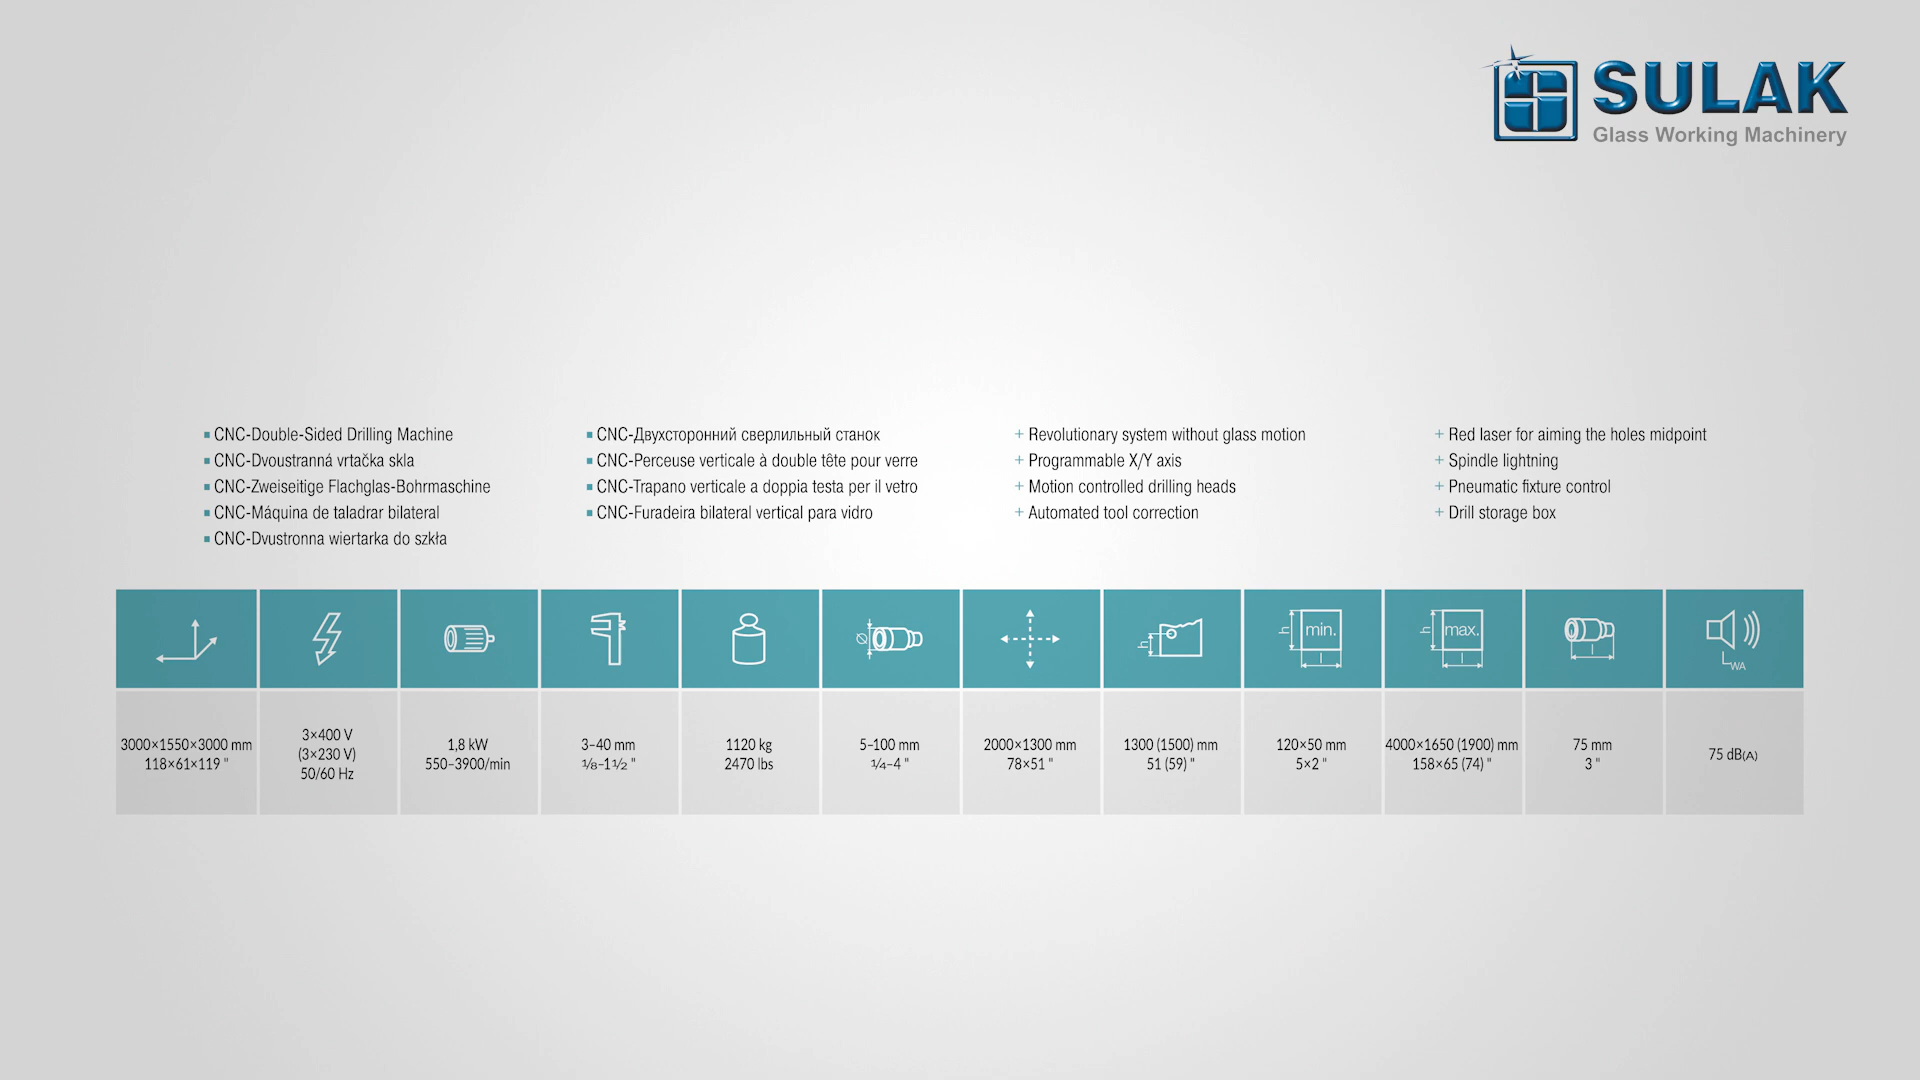 SULAK
Glass Working Machinery
■ CNC-Double-Sided Drilling Machine
■ CNC-Dvoustranná vrtačka skla
■ CNC-Zweiseitige Flachglas-Bohrmaschine
■ CNC-Máquina de taladrar bilateral
■ CNC-Dvustronna wiertarka do szkła
■ CNC-Двухсторонний сверлильный станок
■ CNC-Perceuse verticale à double tête pour verre
■ CNC-Trapano verticale a doppia testa per il vetro
■ CNC-Furadeira bilateral vertical para vidro
+ Revolutionary system without glass motion
+ Programmable X/Y axis
+ Motion controlled drilling heads
+ Automated tool correction
+ Red laser for aiming the holes midpoint
+ Spindle lightning
+ Pneumatic fixture control
+ Drill storage box
∅
h
h min.
l
h max.
l
l
LWA
3000×1550×3000 mm
118×61×119 "
3×400 V
(3×230 V)
50/60 Hz
1,8 kW
550–3900/min
3–40 mm
1/8–1 1/2 "
1120 kg
2470 lbs
5–100 mm
1/4–4 "
2000×1300 mm
78×51 "
1300 (1500) mm
51 (59) "
120×50 mm
5×2 "
4000×1650 (1900) mm
158×65 (74) "
75 mm
3 "
75 dB(A)